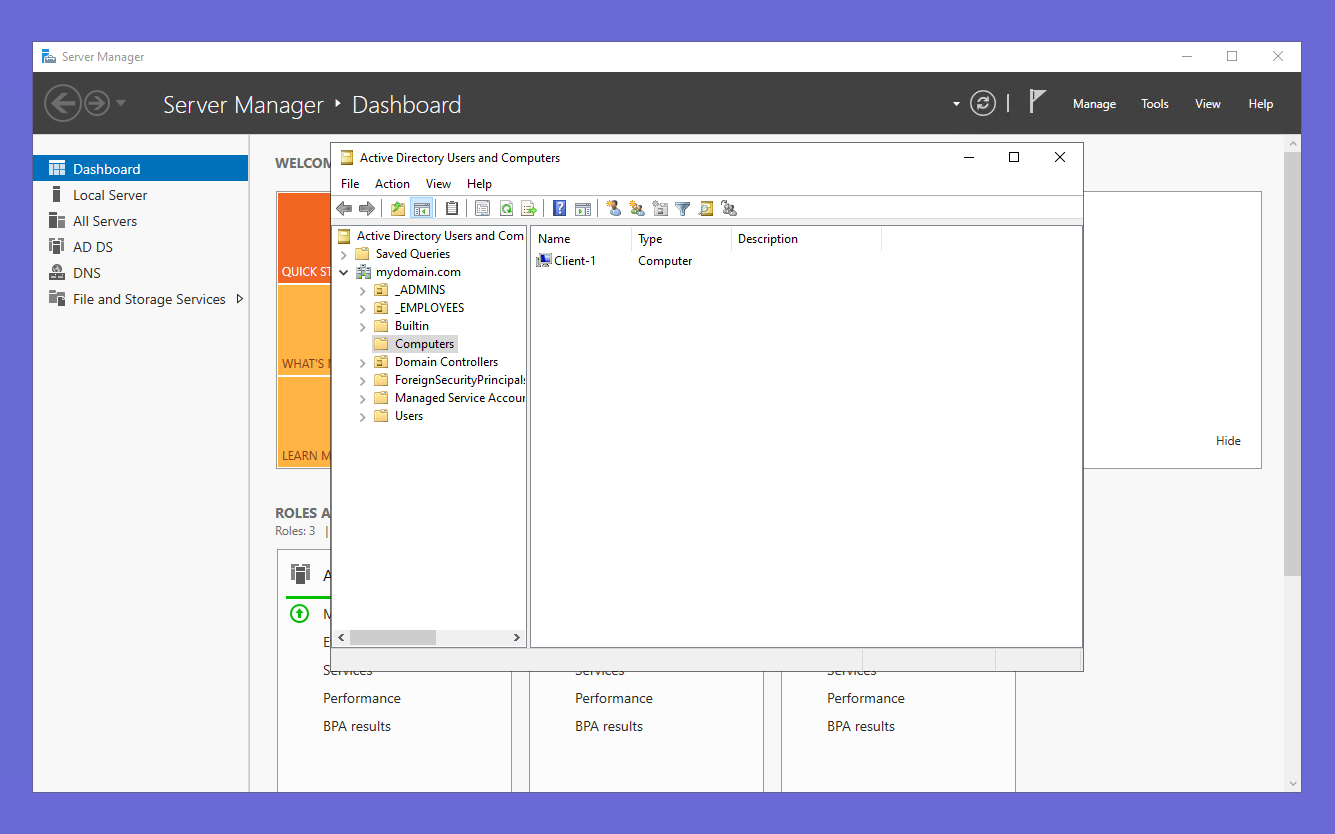 Server Manager
Server Manager
Dashboard
Manage
Tools
View
Help
Dashboard
Local Server
All Servers
AD DS
DNS
File and Storage Services
WELCOM
QUICK ST
WHAT'S
LEARN M
Hide
ROLES A
Roles: 3 |
A
M
E
Services
Performance
BPA results
Services
Performance
BPA results
Services
Performance
BPA results
Active Directory Users and Computers
File
Action
View
Help
Active Directory Users and Com
Saved Queries
mydomain.com
_ADMINS
_EMPLOYEES
Builtin
Computers
Domain Controllers
ForeignSecurityPrincipals
Managed Service Accour
Users
Name
Type
Description
Client-1
Computer